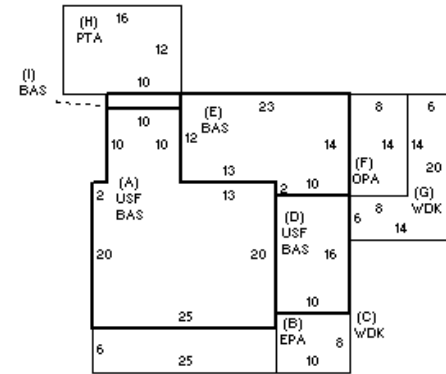 (H)
PTA
16
12
10
(I)
BAS
10
10
10
(E)
BAS
23
12
14
13
10
(F)
OPA
8
14
6
14
20
(G)
WDK
6
8
14
(A)
USF
BAS
2
13
2
(D)
USF
BAS
20
20
16
10
25
(B)
EPA
(C)
WDK
6
25
8
10